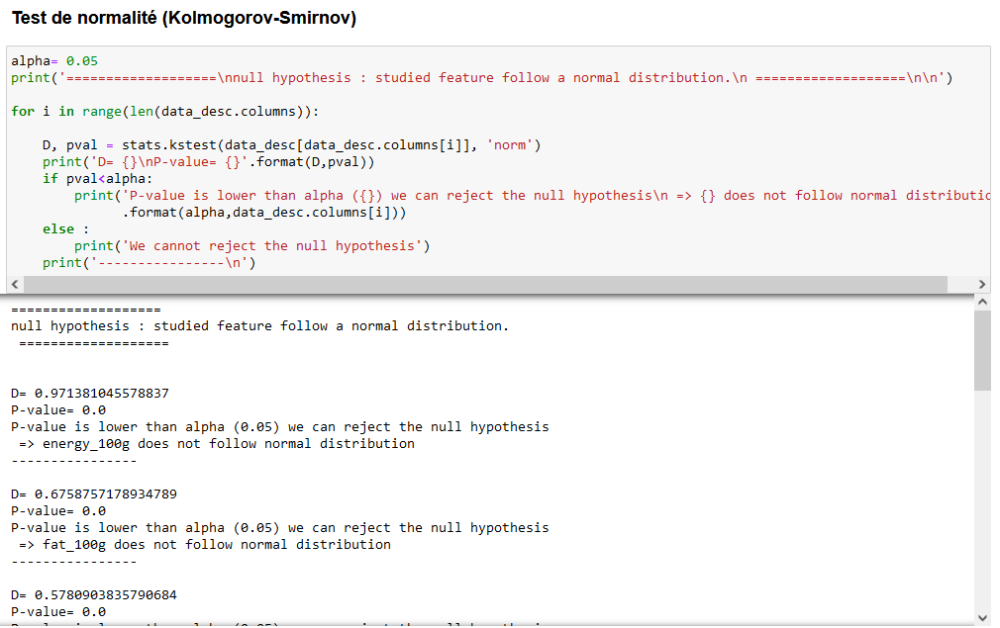 Test de normalité (Kolmogorov-Smirnov)
alpha= 0.05
print('===================\nnull hypothesis : studied feature follow a normal distribution.\n ===================\n\n')
for i in range(len(data_desc.columns)):
D, pval = stats.kstest(data_desc[data_desc.columns[i]], 'norm')
print('D= {}\nP-value= {}'.format(D,pval))
if pval<alpha:
print('P-value is lower than alpha ({}) we can reject the null hypothesis\n => {} does not follow normal distributio
.format(alpha,data_desc.columns[i]))
else :
print('We cannot reject the null hypothesis')
print('----------------\n')
===================
null hypothesis : studied feature follow a normal distribution.
===================
D= 0.971381045578837
P-value= 0.0
P-value is lower than alpha (0.05) we can reject the null hypothesis
=> energy_100g does not follow normal distribution
----------------
D= 0.6758757178934789
P-value= 0.0
P-value is lower than alpha (0.05) we can reject the null hypothesis
=> fat_100g does not follow normal distribution
----------------
D= 0.5780903835790684
P-value= 0.0